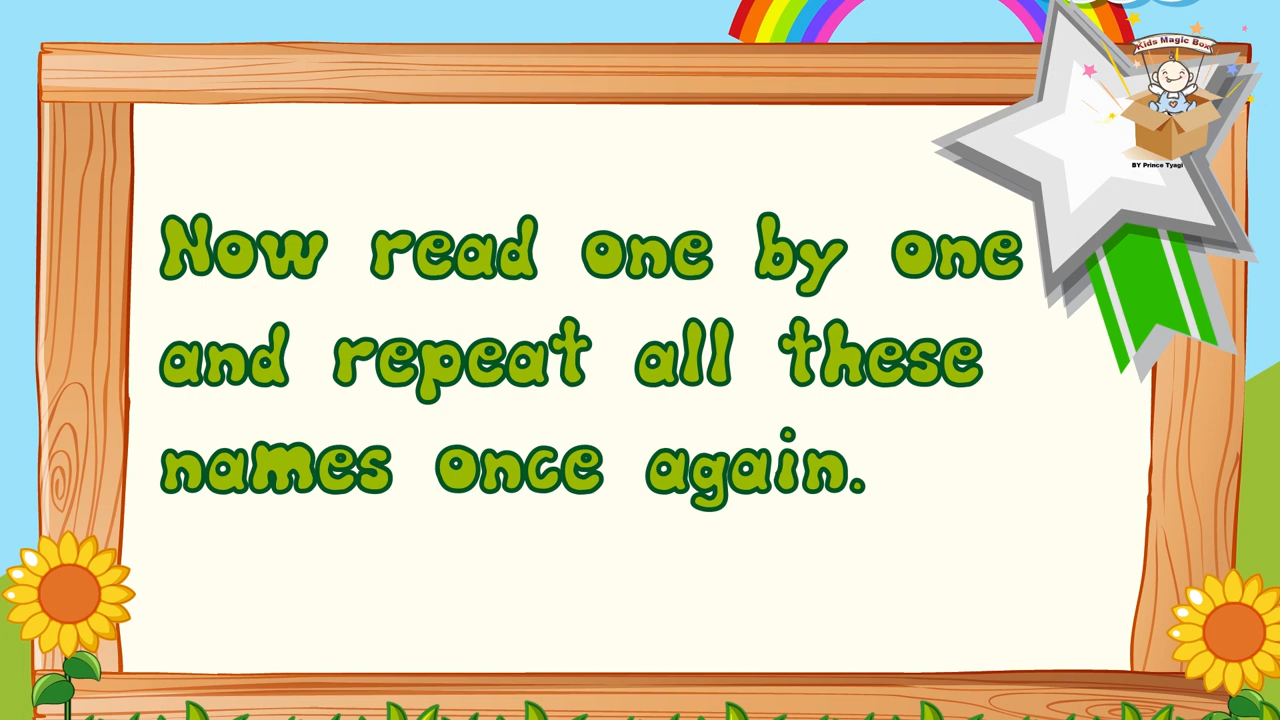 Kids Magic Box
BY Prince Tyagi
Now read one by one
and repeat all these
names once again.